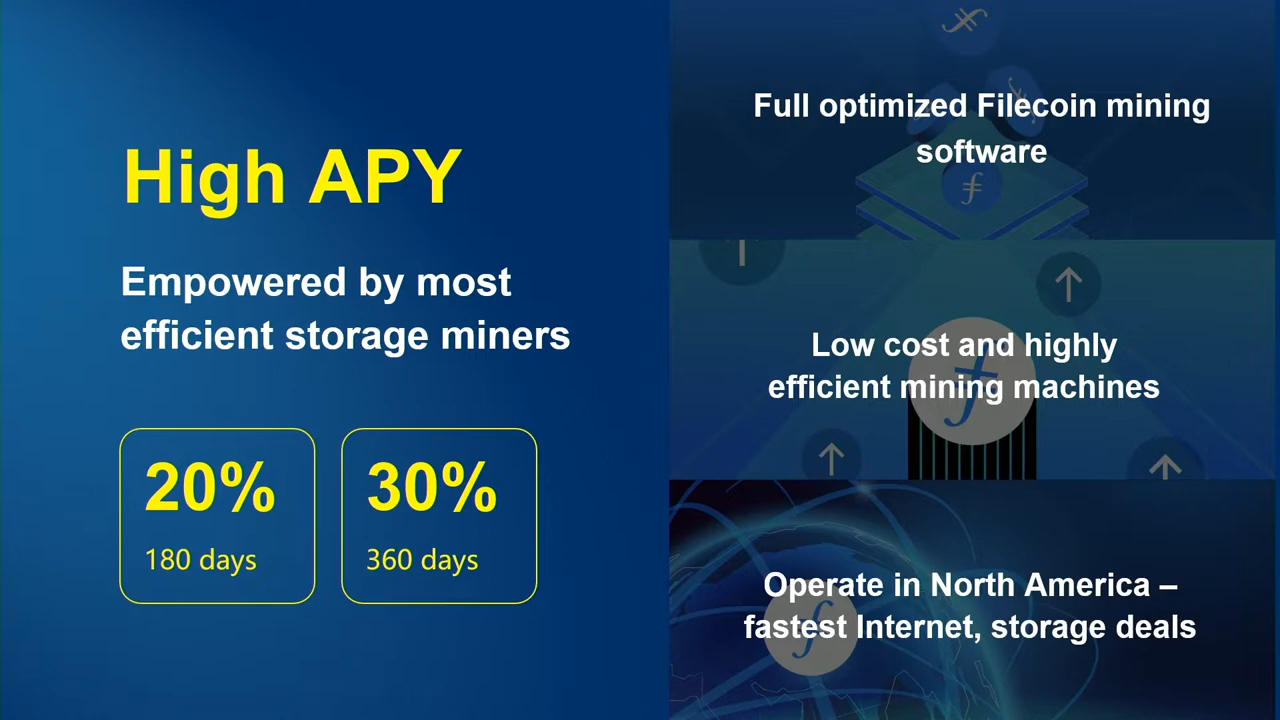 High APY
Empowered by most
efficient storage miners
20%
180 days
30%
360 days
Full optimized Filecoin mining
software
Low cost and highly
efficient mining machines
Operate in North America –
fastest Internet, storage deals